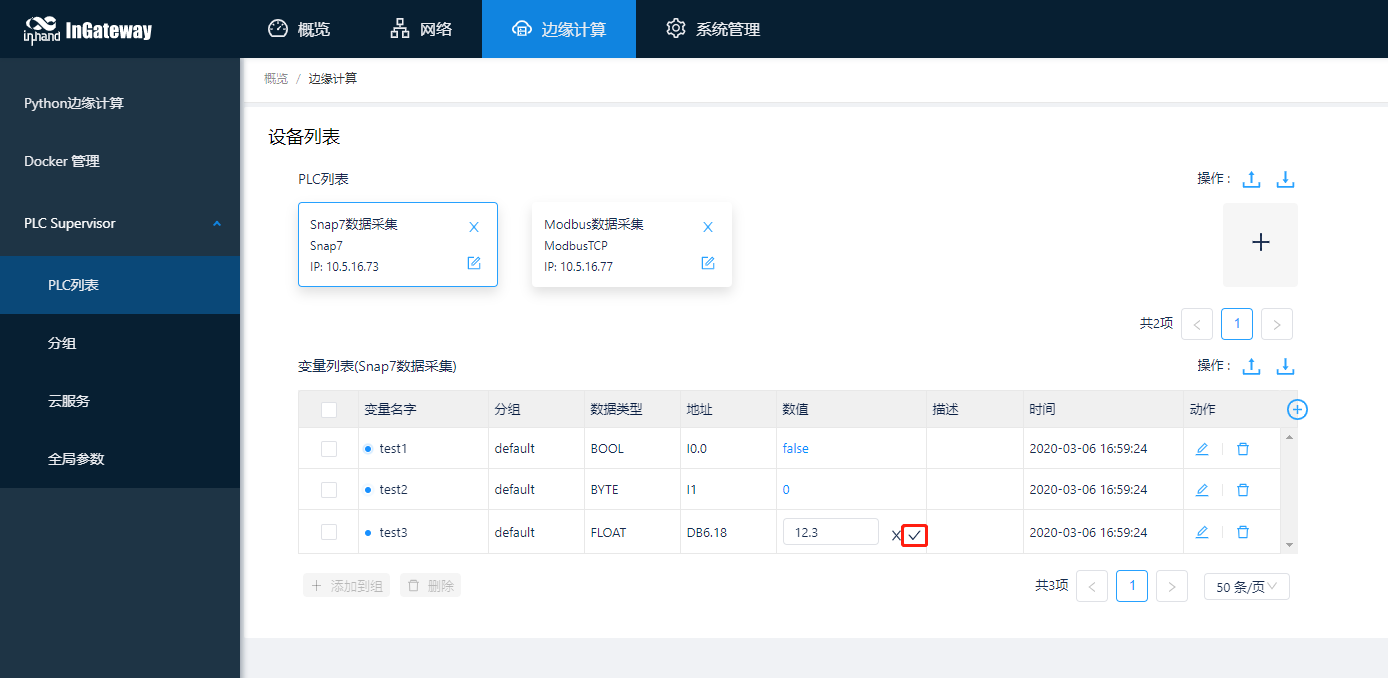 inhand InGateway
概览
网络
边缘计算
系统管理
Python边缘计算
Docker 管理
PLC Supervisor
PLC列表
分组
云服务
全局参数
概览 / 边缘计算
设备列表
PLC列表
操作：
Snap7数据采集
Snap7
IP: 10.5.16.73
Modbus数据采集
ModbusTCP
IP: 10.5.16.77
共2项 < 1 >
变量列表(Snap7数据采集)
操作：
变量名字 分组 数据类型 地址 数值 描述 时间 动作
test1 default BOOL I0.0 false 2020-03-06 16:59:24
test2 default BYTE I1 0 2020-03-06 16:59:24
test3 default FLOAT DB6.18 12.3 2020-03-06 16:59:24
添加到组
删除
共3项 < 1 > 50 条/页